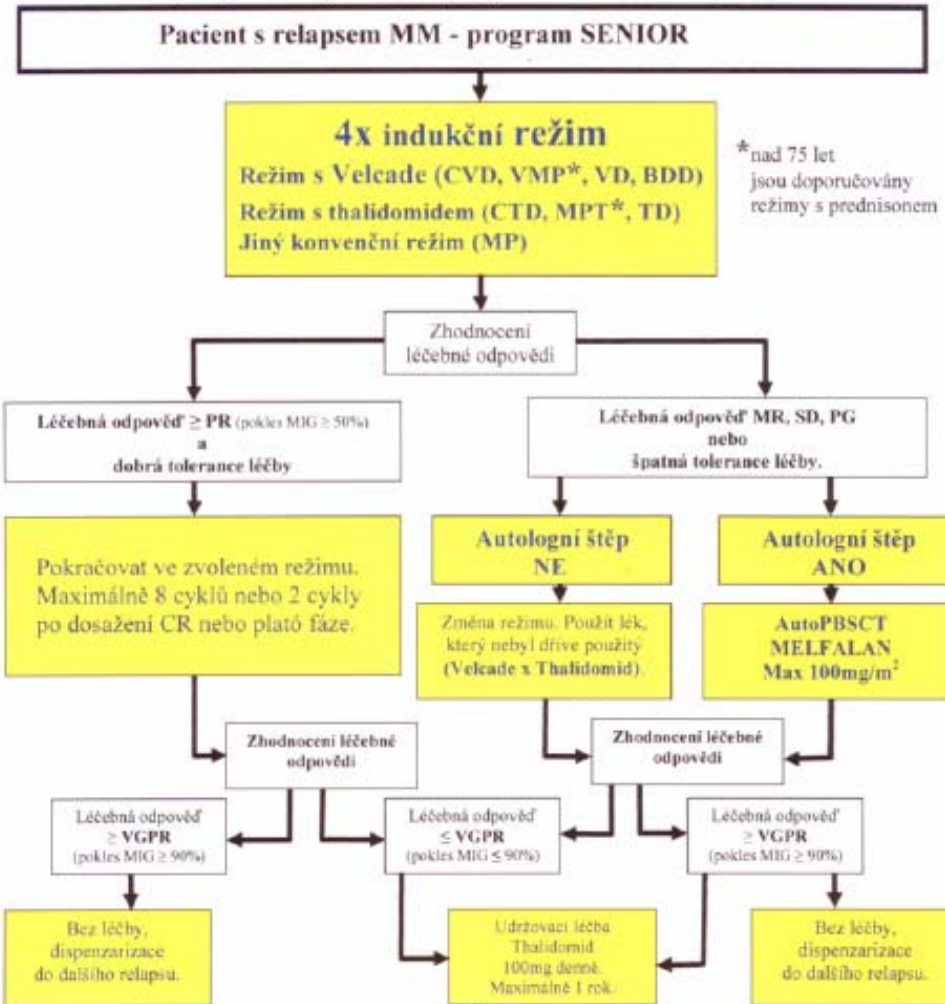 Pacient s relapsem MM - program SENIOR
4x indukční režim
Režim s Velcade (CVD, VMP*, VD, BDD)
Režim s thalidomidem (CTD, MPT*, TD)
Jiný konvenční režim (MP)
*nad 75 let
jsou doporučovány
režimy s prednisonem
Zhodnocení
léčebné odpovědi
Léčebná odpověď ≥ PR (pokles MIG ≥ 50%)
a
dobrá tolerance léčby
Léčebná odpověď MR, SD, PG
nebo
špatná tolerance léčby.
Pokračovat ve zvoleném režimu.
Maximálně 8 cyklů nebo 2 cykly
po dosažení CR nebo plató fáze.
Autologní štěp
NE
Autologní štěp
ANO
Změna režimu. Použít lék,
který nebyl dříve použitý
(Velcade x Thalidomid).
AutoPBSCT
MELFALAN
Max 100mg/m²
Zhodnocení léčebné
odpovědi
Zhodnocení léčebné
odpovědi
Léčebná odpověď
≥ VGPR
(pokles MIG ≥ 90%)
Léčebná odpověď
≤ VGPR
(pokles MIG ≤ 90%)
Léčebná odpověď
≥ VGPR
(pokles MIG ≥ 90%)
Bez léčby,
dispenzarizace
do dalšího relapsu.
Udržovací léčba
Thalidomid
100mg denně.
Maximálně 1 rok.
Bez léčby,
dispenzarizace
do dalšího relapsu.